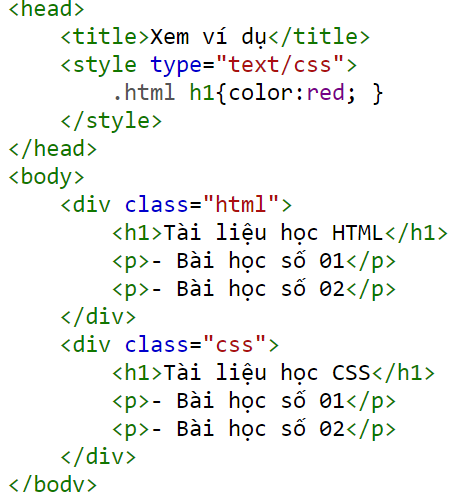 <head>
    <title>Xem ví dụ</title>
    <style type="text/css">
        .html h1{color:red; }
    </style>
</head>
<body>
    <div class="html">
        <h1>Tài liệu học HTML</h1>
        <p>- Bài học số 01</p>
        <p>- Bài học số 02</p>
    </div>
    <div class="css">
        <h1>Tài liệu học CSS</h1>
        <p>- Bài học số 01</p>
        <p>- Bài học số 02</p>
    </div>
</body>